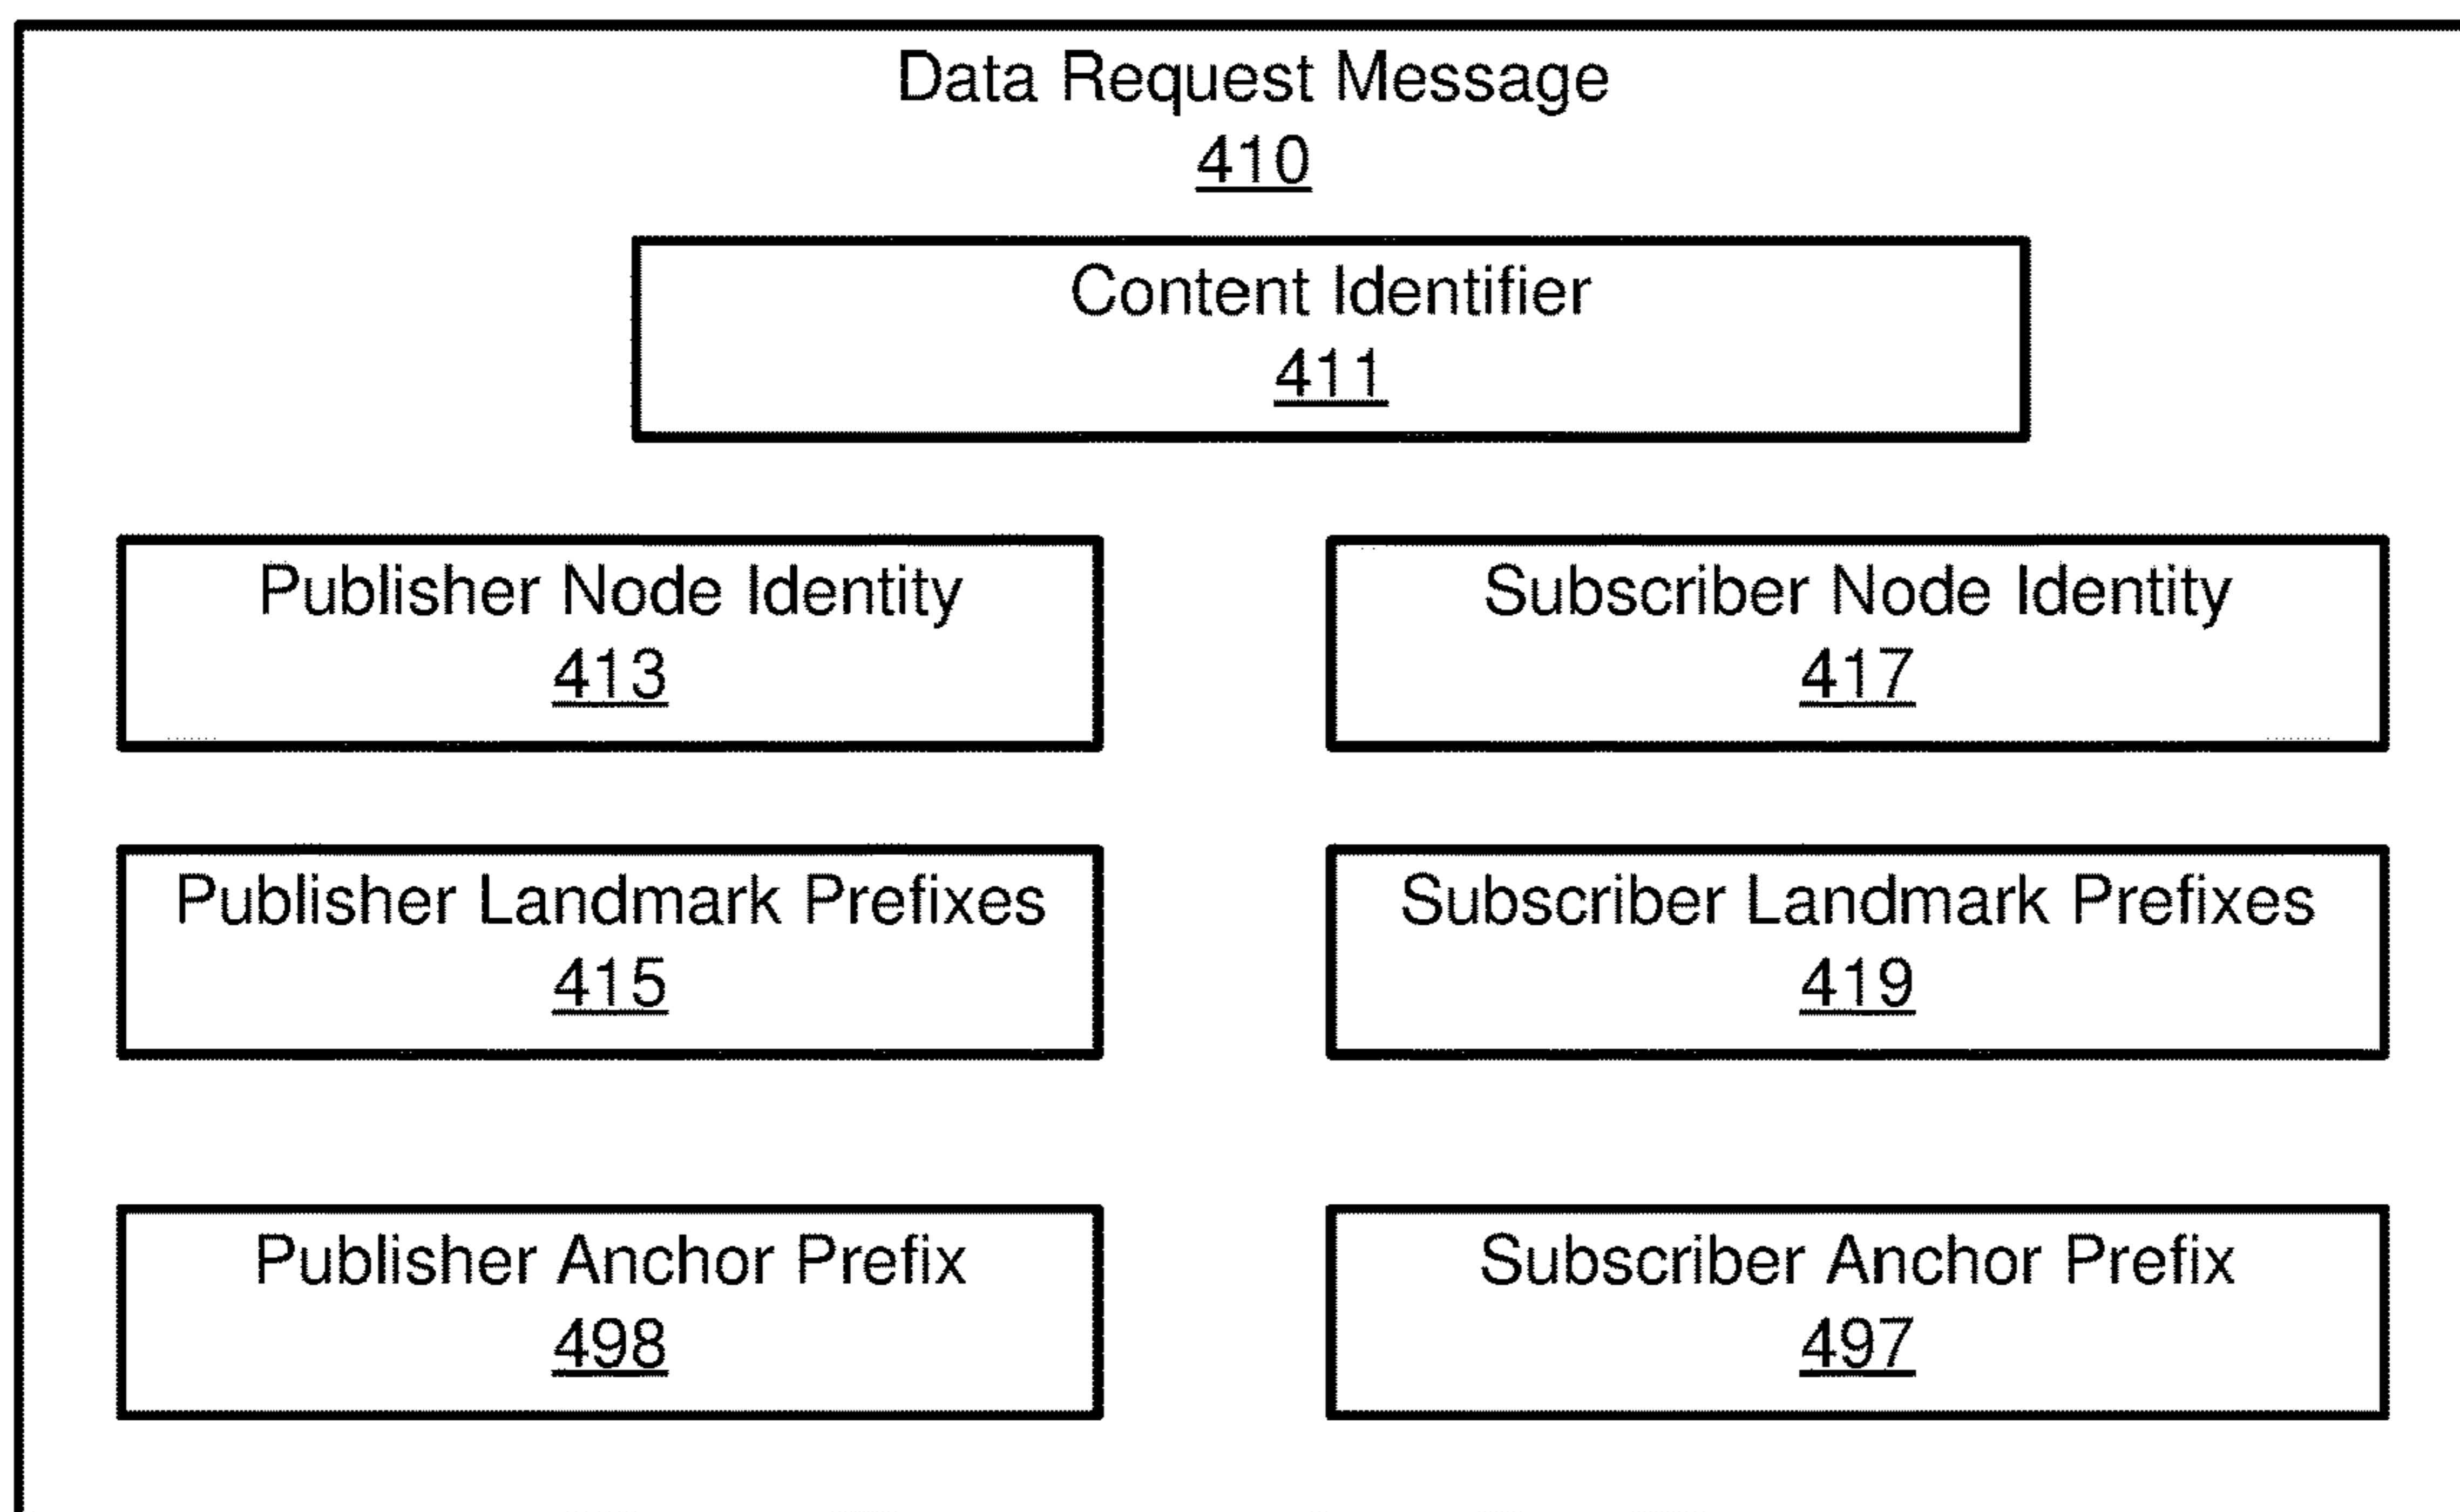 Data Request Message
410
Content Identifier
411
Publisher Node Identity
413
Subscriber Node Identity
417
Publisher Landmark Prefixes
415
Subscriber Landmark Prefixes
419
Publisher Anchor Prefix
498
Subscriber Anchor Prefix
497